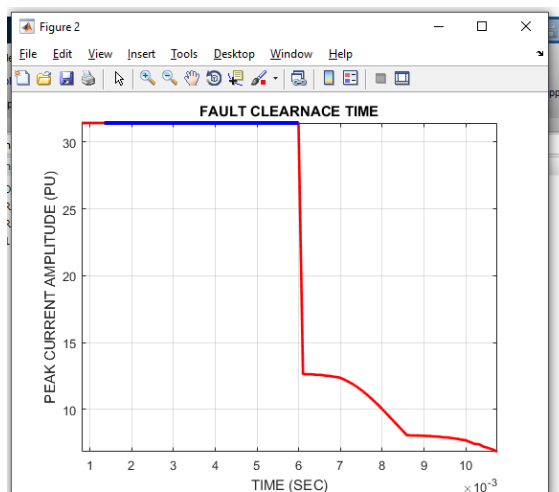 Figure 2
File Edit View Insert Tools Desktop Window Help
FAULT CLEARNACE TIME
PEAK CURRENT AMPLITUDE (PU)
30
25
20
15
10
1 2 3 4 5 6 7 8 9 10
TIME (SEC)
×10⁻³